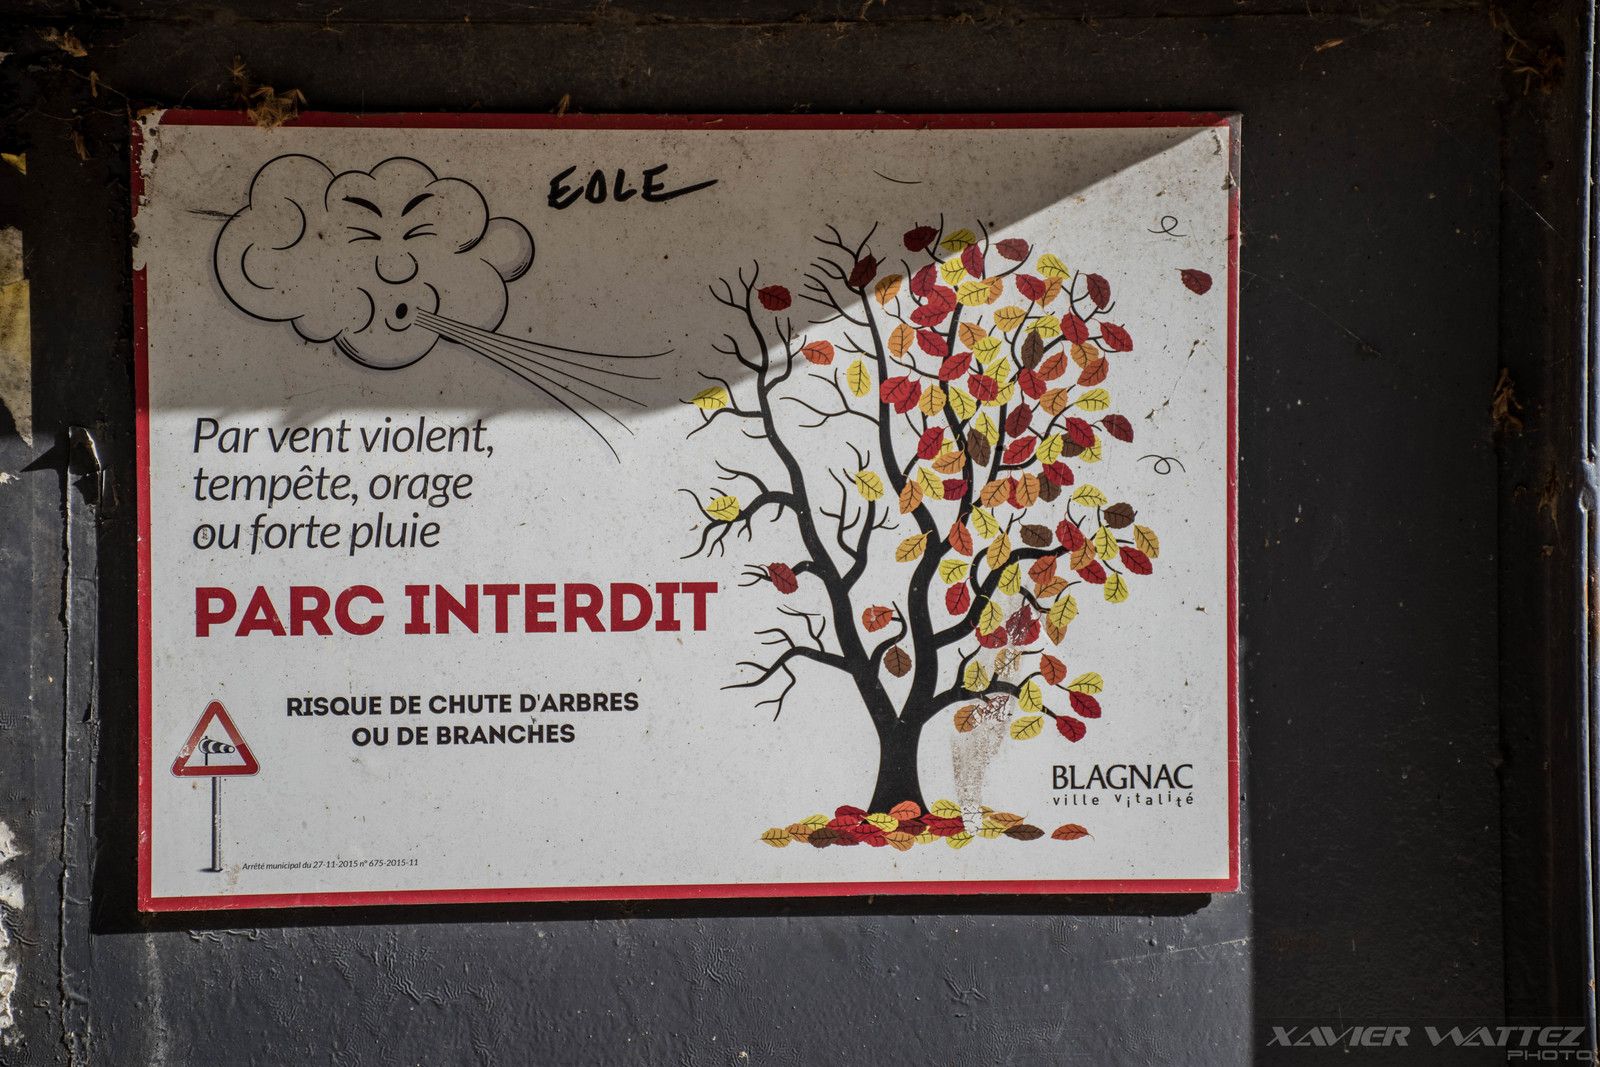 EOLE
Par vent violent,
tempête, orage
ou forte pluie
PARC INTERDIT
RISQUE DE CHUTE D'ARBRES
OU DE BRANCHES
BLAGNAC
ville vitalité
Arrêté municipal du 27-11-2015 n° 675-2015-11
XAVIER WATTEZ
PHOTO